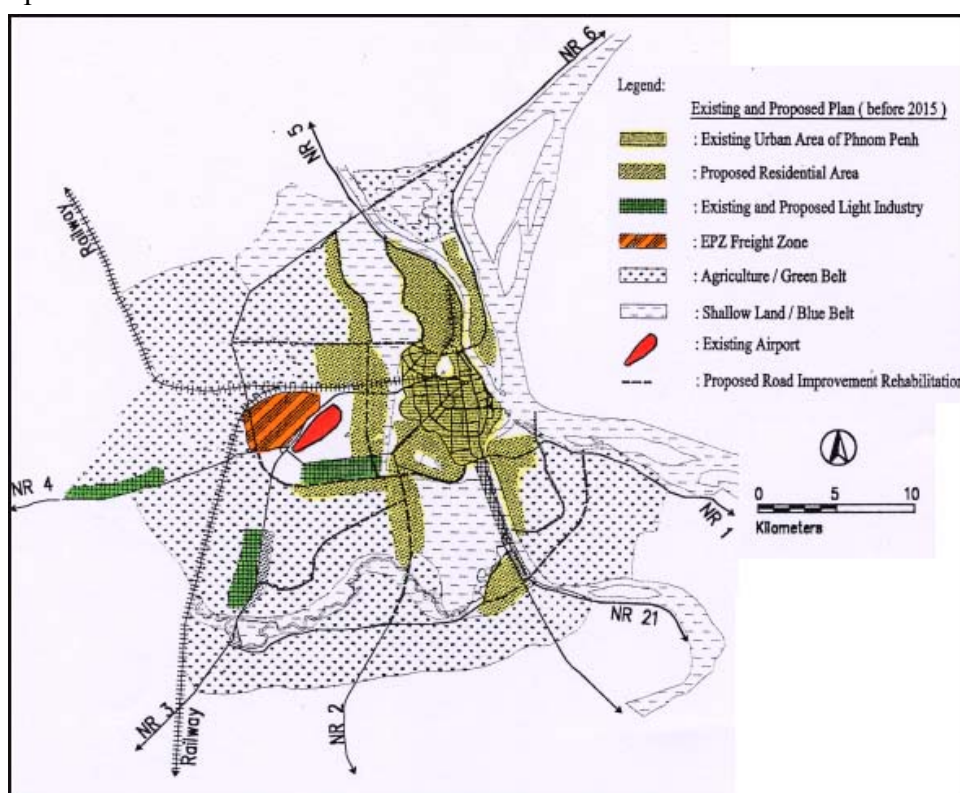 NR 6
Legend:
Existing and Proposed Plan ( before 2015 )
: Existing Urban Area of Phnom Penh
: Proposed Residential Area
: Existing and Proposed Light Industry
: EPZ Freight Zone
: Agriculture / Green Belt
: Shallow Land / Blue Belt
: Existing Airport
: Proposed Road Improvement Rehabilitation
NR 5
Railway
NR 4
NR 1
0 5 10
Kilometers
NR 21
NR 3
Railway
NR 2